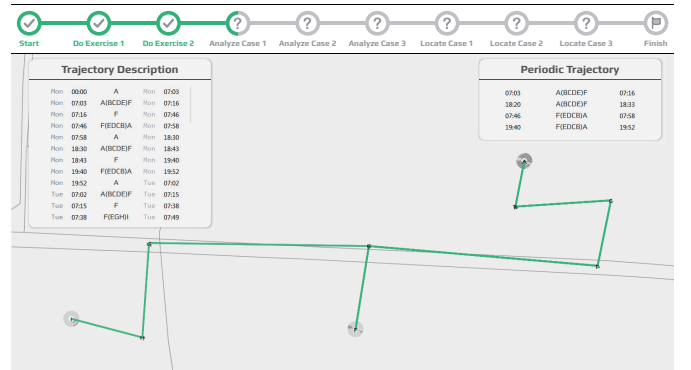 Start Do Exercise 1 Do Exercise 2 Analyze Case 1 Analyze Case 2 Analyze Case 3 Locate Case 1 Locate Case 2 Locate Case 3 Finish
Trajectory Description
Mon 00:00 A Mon 07:03
Mon 07:03 A(BCDE)F Mon 07:16
Mon 07:16 F Mon 07:46
Mon 07:46 F(EDCB)A Mon 07:58
Mon 07:58 A Mon 18:30
Mon 18:30 A(BCDE)F Mon 18:43
Mon 18:43 F Mon 19:40
Mon 19:40 F(EDCB)A Mon 19:52
Mon 19:52 A Tue 07:02
Tue 07:02 A(BCDE)F Tue 07:15
Tue 07:15 F Tue 07:38
Tue 07:38 F(EGH)I Tue 07:49
Periodic Trajectory
07:03 A(BCDE)F 07:16
18:20 A(BCDE)F 18:33
07:46 F(EDCB)A 07:58
19:40 F(EDCB)A 19:52